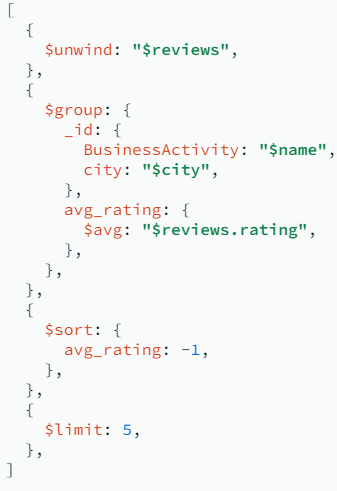 [
  {
    $unwind: "$reviews",
  },
  {
    $group: {
      _id: {
        BusinessActivity: "$name",
        city: "$city",
      },
      avg_rating: {
        $avg: "$reviews.rating",
      },
    },
  },
  {
    $sort: {
      avg_rating: -1,
    },
  },
  {
    $limit: 5,
  },
]